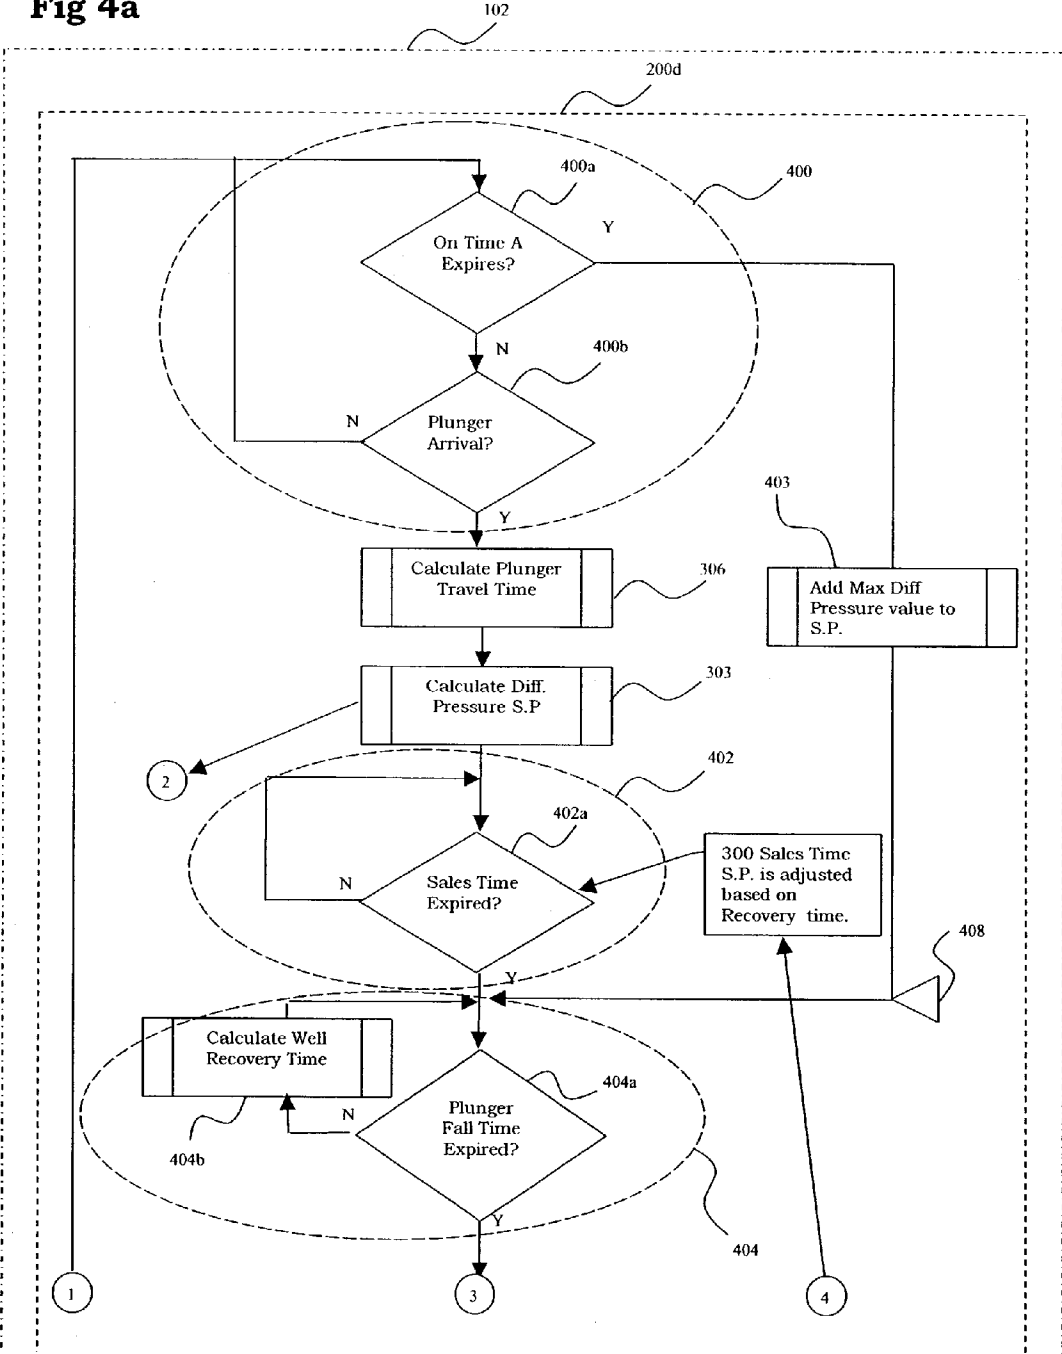 Fig 4a
102
200d
400a
400
Y
On Time A
Expires?
N
400b
N
Plunger
Arrival?
Y
403
Calculate Plunger
Travel Time
306
Add Max Diff
Pressure value to
S.P.
Calculate Diff.
Pressure S.P
303
2
402
402a
N
Sales Time
Expired?
300 Sales Time
S.P. is adjusted
based on
Recovery time.
408
Y
Calculate Well
Recovery Time
404a
N
Plunger
Fall Time
Expired?
404b
Y
404
1
3
4